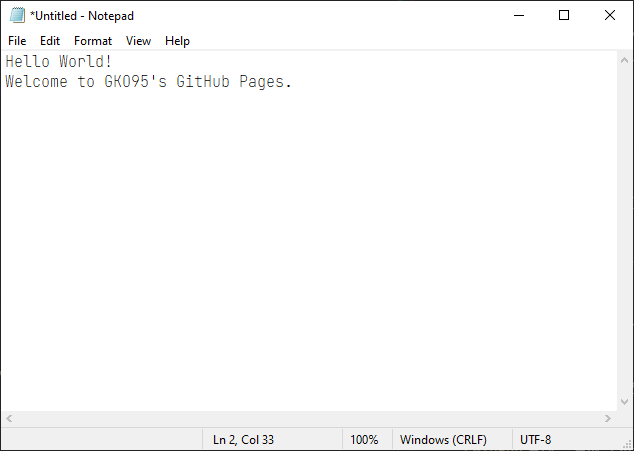 *Untitled - Notepad
File Edit Format View Help
Hello World!
Welcome to GKO95's GitHub Pages.
Ln 2, Col 33 100% Windows (CRLF) UTF-8